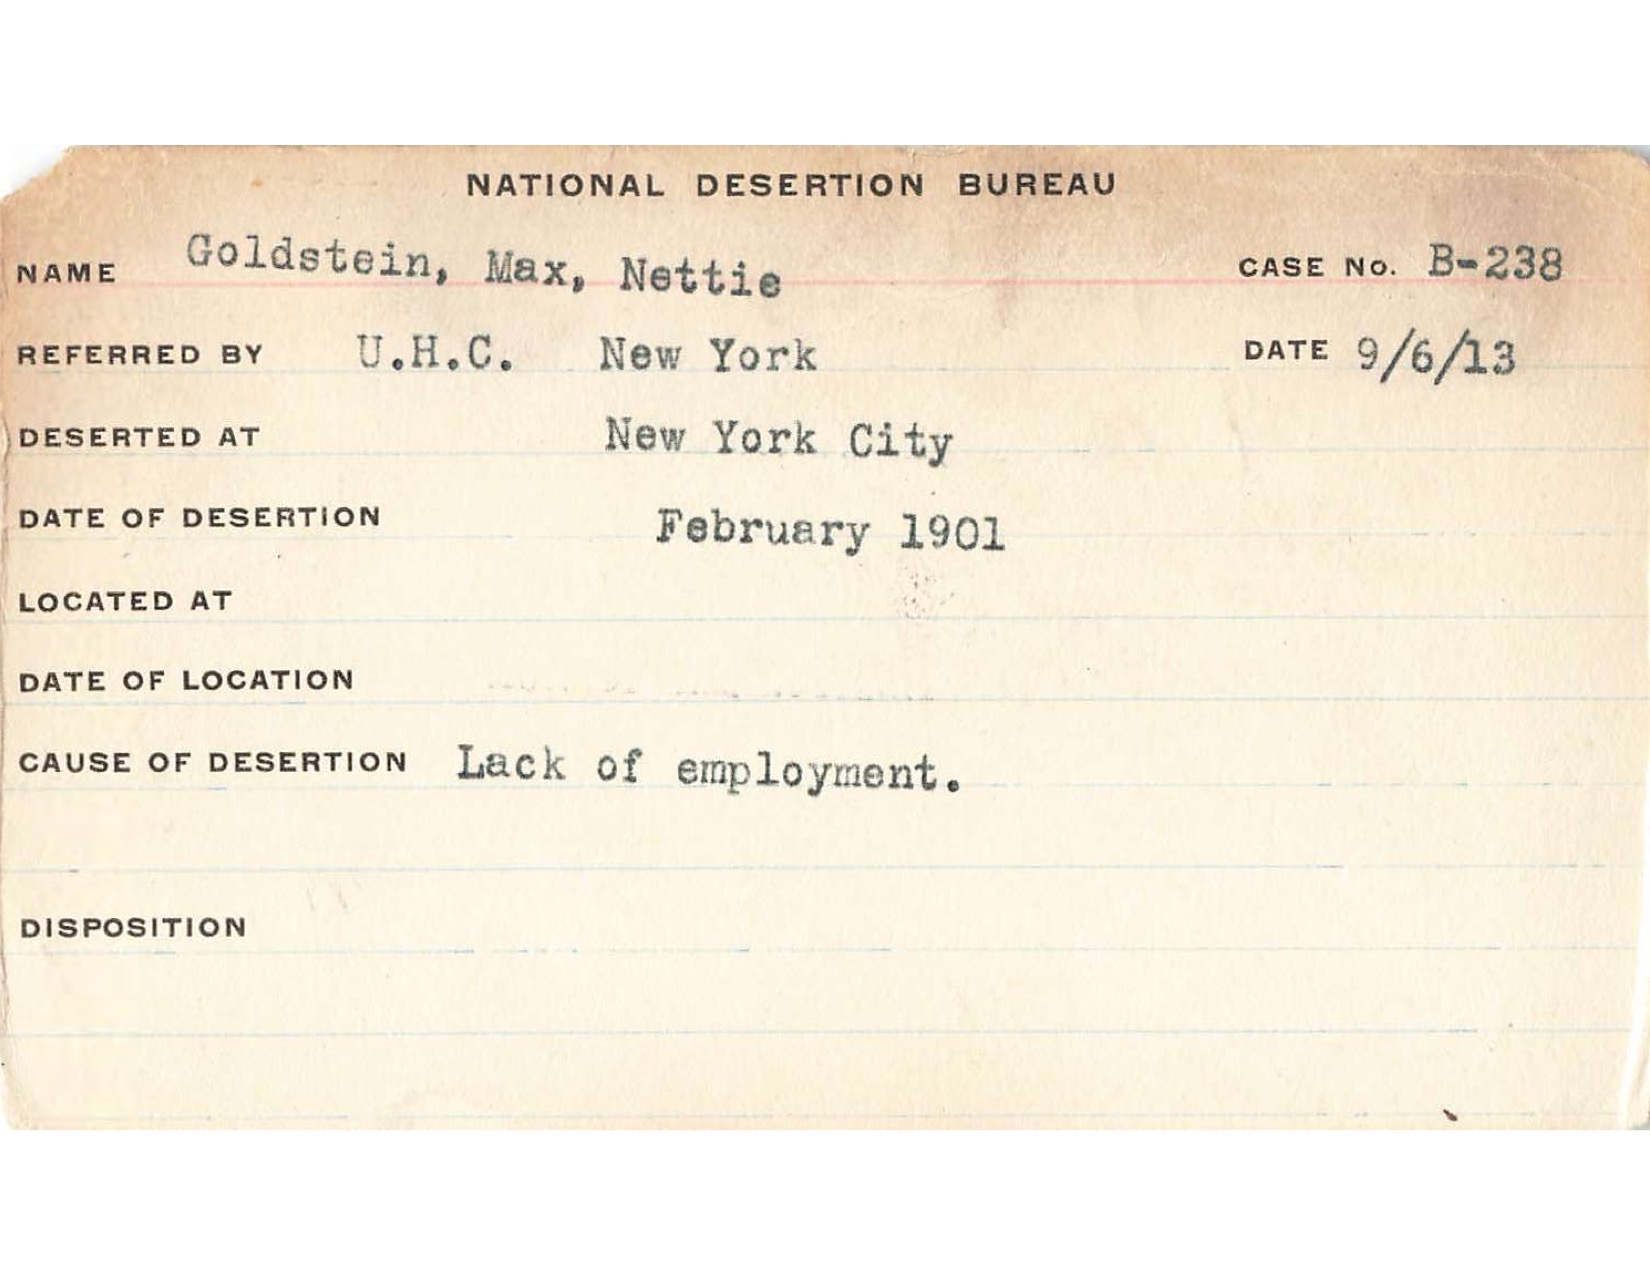 NATIONAL DESERTION BUREAU
NAME Goldstein, Max, Nettie CASE No. B-238
REFERRED BY U.H.C. New York DATE 9/6/13
DESERTED AT New York City
DATE OF DESERTION February 1901
LOCATED AT
DATE OF LOCATION
CAUSE OF DESERTION Lack of employment.
DISPOSITION